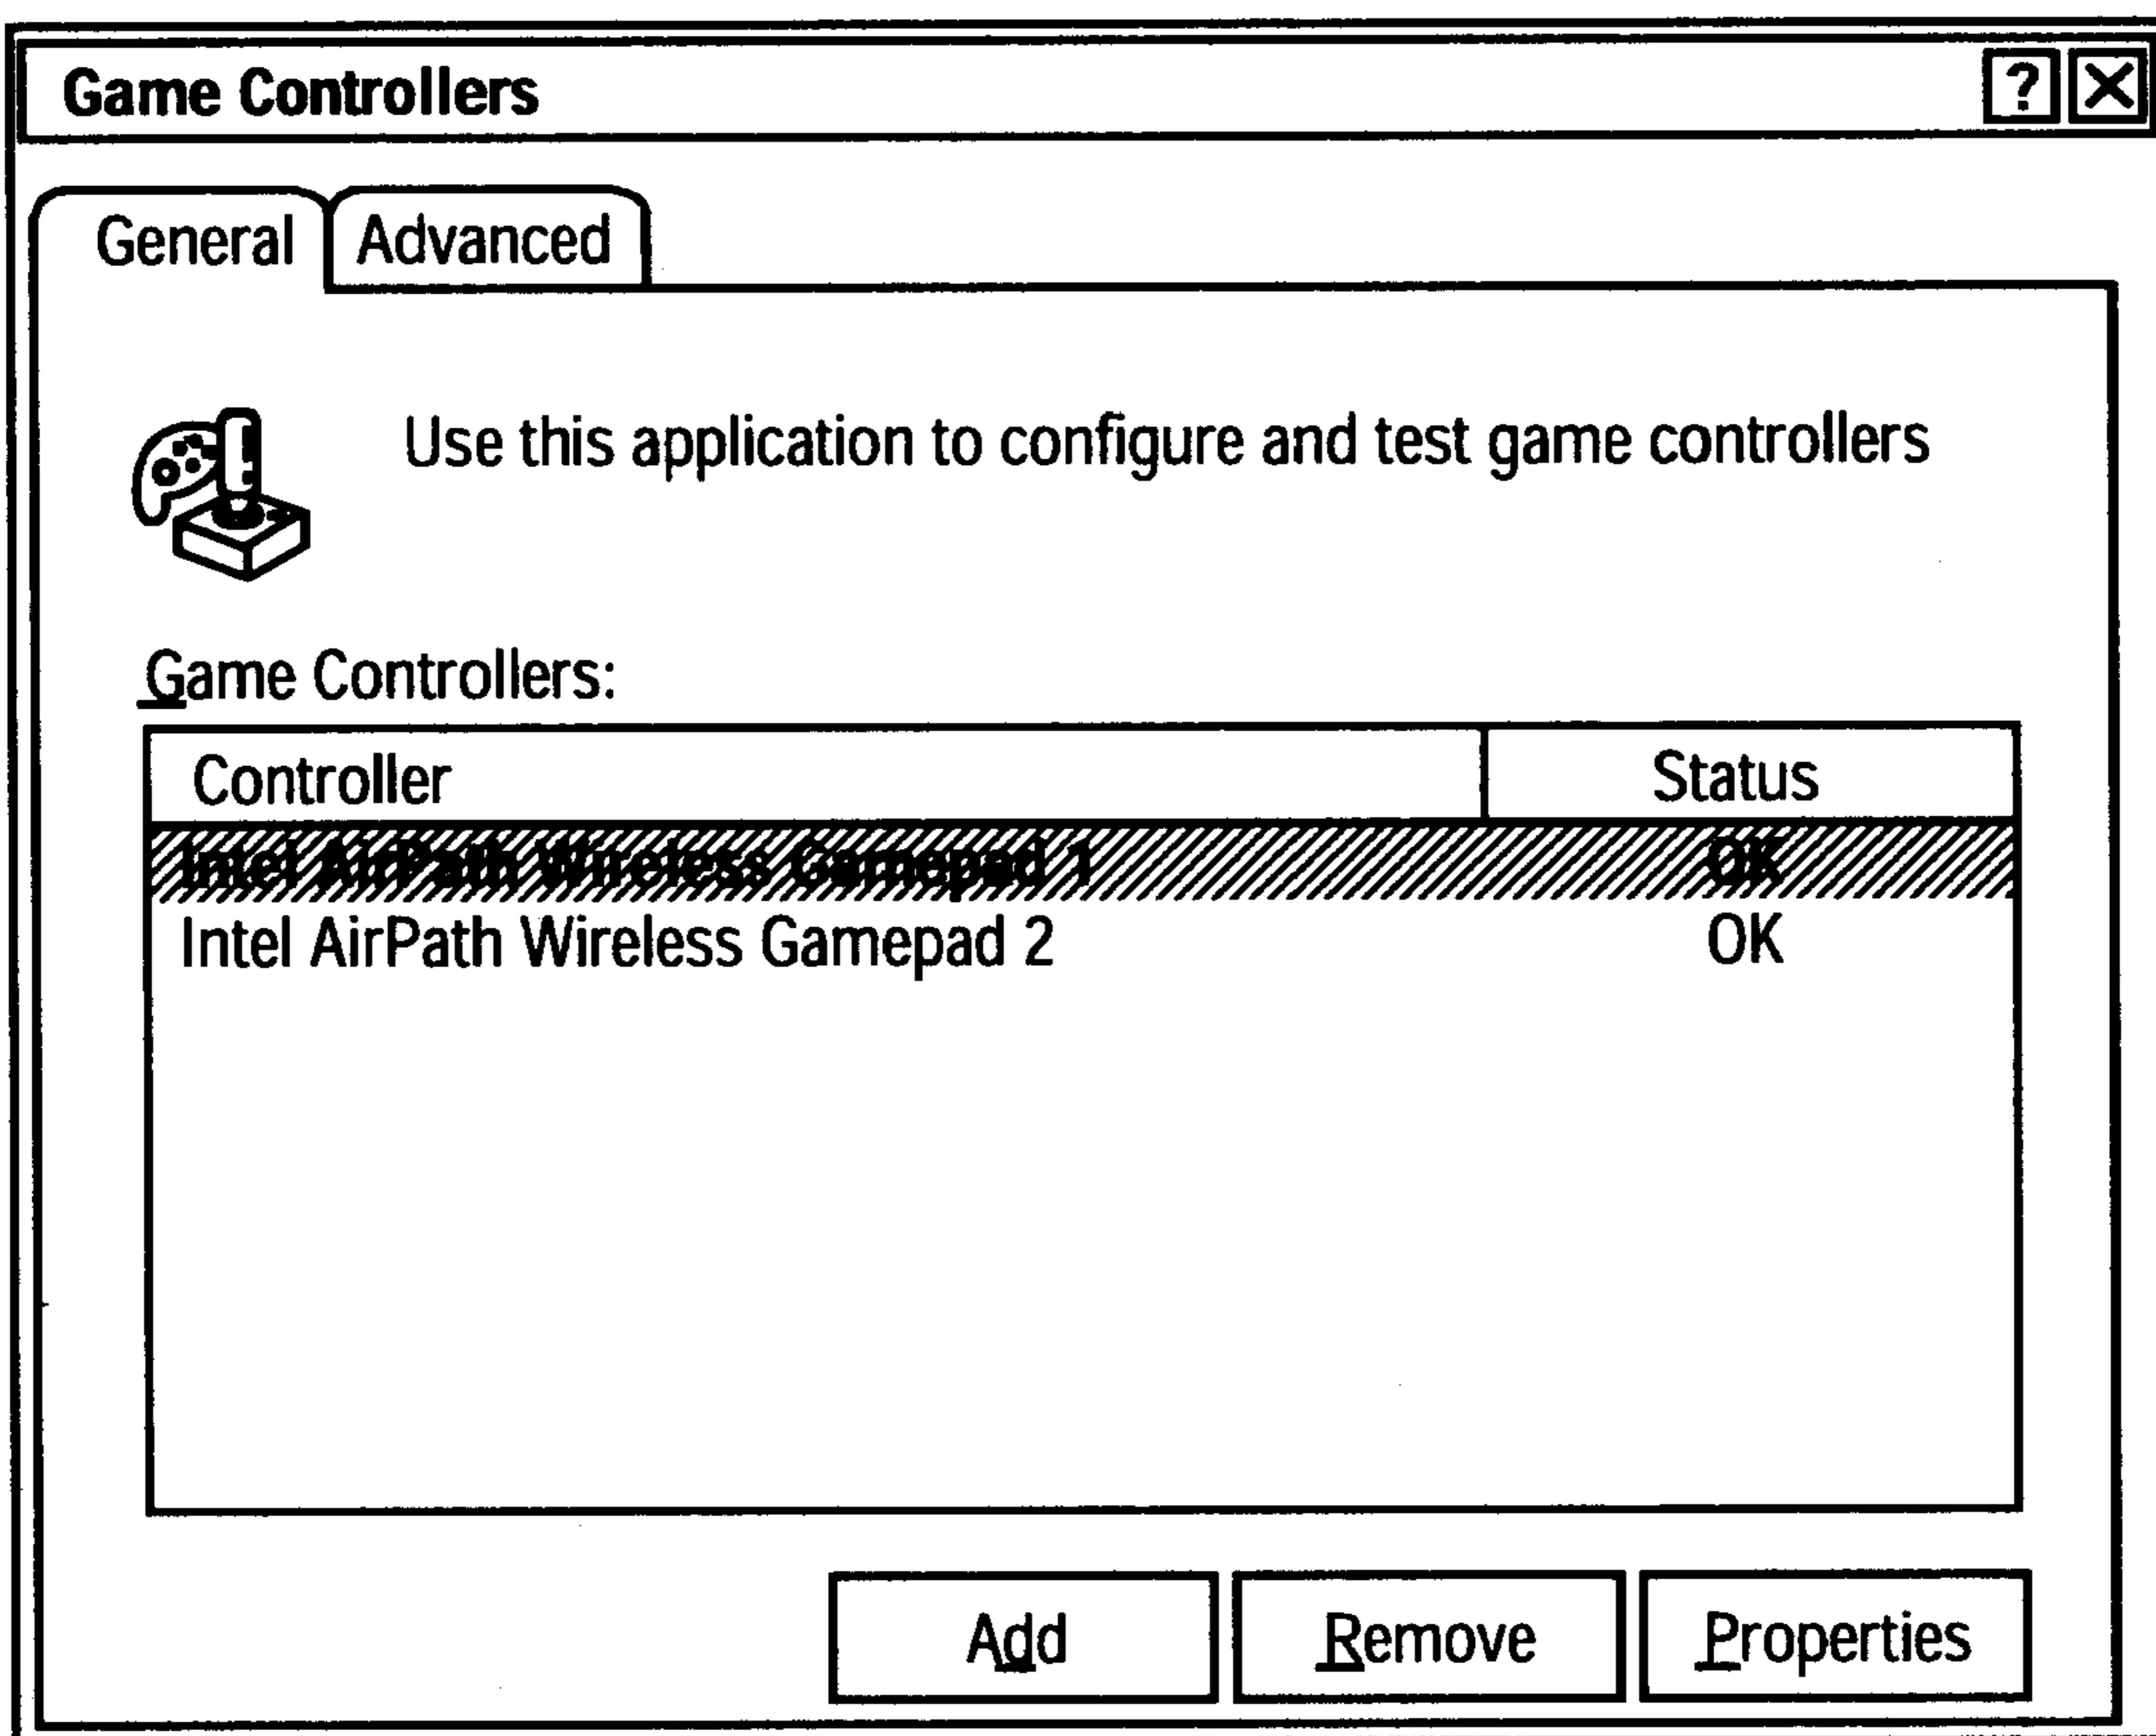 Game Controllers ? X
General Advanced
Use this application to configure and test game controllers
Game Controllers:
Controller Status
Intel AirPath Wireless Gamepad 1 OK
Intel AirPath Wireless Gamepad 2 OK
Add Remove Properties